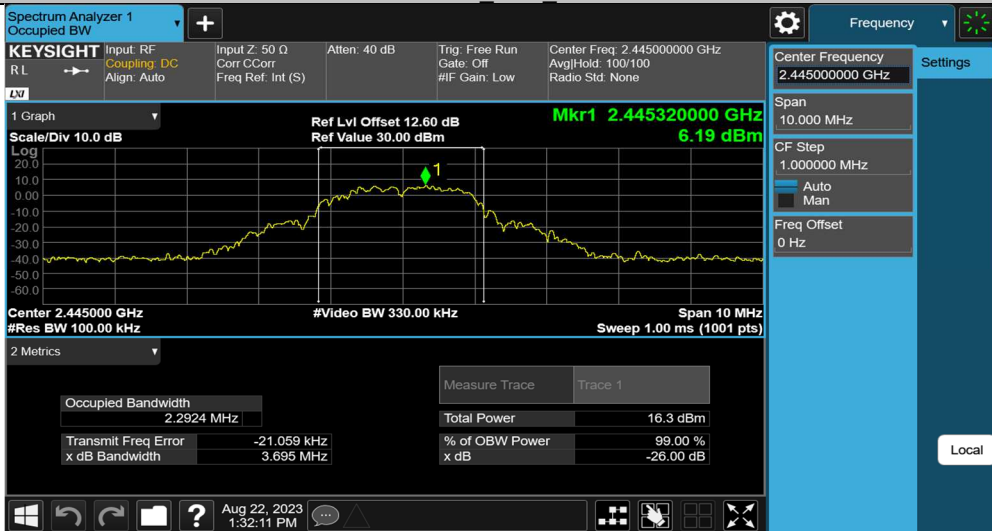 Spectrum Analyzer 1
Occupied BW
+
Frequency
KEYSIGHT Input: RF Input Z: 50 Ω Atten: 40 dB Trig: Free Run Center Freq: 2.445000000 GHz
Coupling: DC Corr CCorr Gate: Off Avg|Hold: 100/100
RL Align: Auto Freq Ref: Int (S) #IF Gain: Low Radio Std: None
LXI
Center Frequency
2.445000000 GHz
Settings
Span
10.000 MHz
CF Step
1.000000 MHz
Auto
Man
Freq Offset
0 Hz
Local
1 Graph
Ref Lvl Offset 12.60 dB Mkr1 2.445320000 GHz
Scale/Div 10.0 dB Ref Value 30.00 dBm 6.19 dBm
Log
20.0
10.0
0.00
-10.0
-20.0
-30.0
-40.0
-50.0
-60.0
1
Center 2.445000 GHz #Video BW 330.00 kHz Span 10 MHz
#Res BW 100.00 kHz Sweep 1.00 ms (1001 pts)
2 Metrics
Measure Trace Trace 1
Occupied Bandwidth
2.2924 MHz
Total Power 16.3 dBm
Transmit Freq Error -21.059 kHz % of OBW Power 99.00 %
x dB Bandwidth 3.695 MHz x dB -26.00 dB
?
Aug 22, 2023
1:32:11 PM